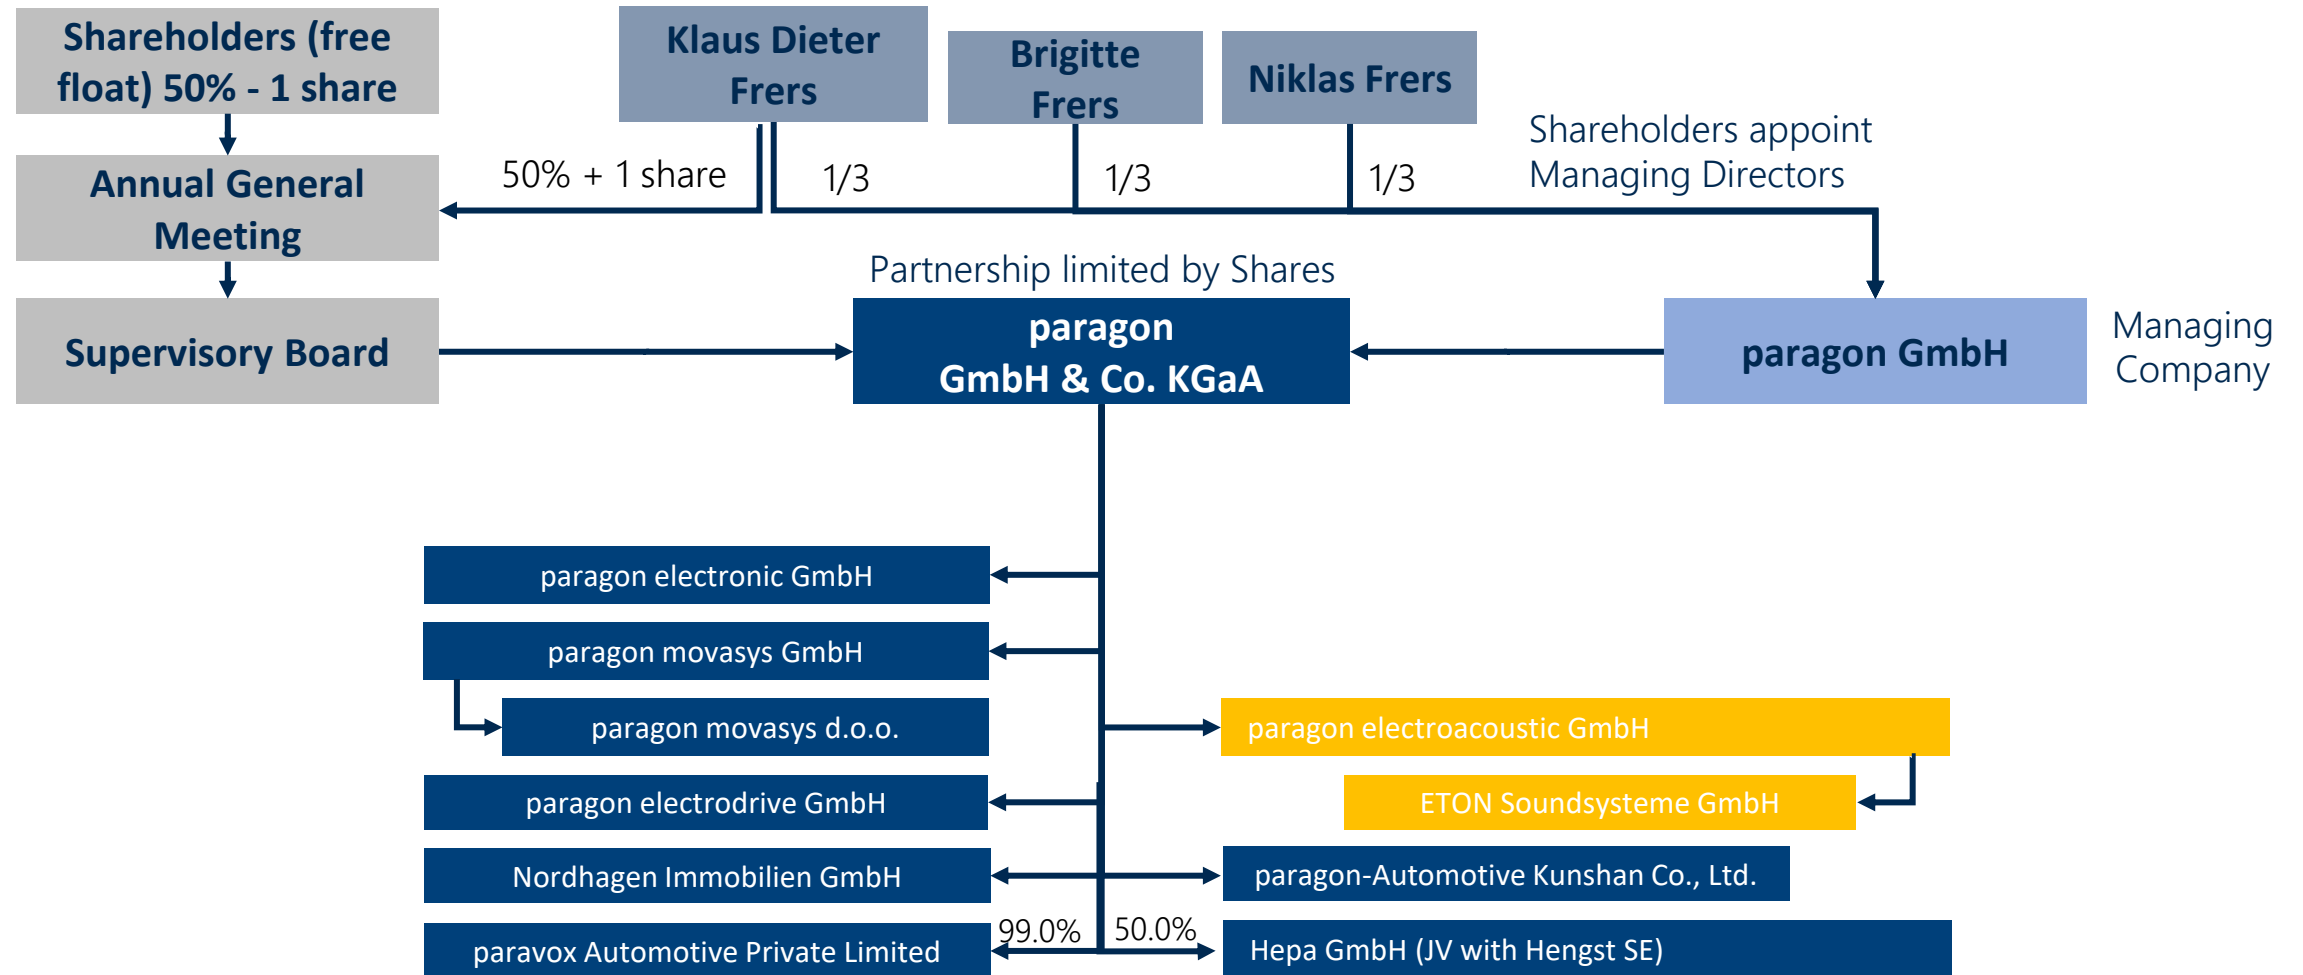 Shareholders (free
float) 50% - 1 share
Klaus Dieter
Frers
Brigitte
Frers
Niklas Frers
Shareholders appoint
Managing Directors
Annual General
Meeting
50% + 1 share
1/3
1/3
1/3
Partnership limited by Shares
Supervisory Board
paragon
GmbH & Co. KGaA
paragon GmbH
Managing
Company
paragon electronic GmbH
paragon movasys GmbH
paragon movasys d.o.o.
paragon electroacoustic GmbH
paragon electrodrive GmbH
ETON Soundsysteme GmbH
Nordhagen Immobilien GmbH
paragon-Automotive Kunshan Co., Ltd.
99.0%
50.0%
paravox Automotive Private Limited
Hepa GmbH (JV with Hengst SE)